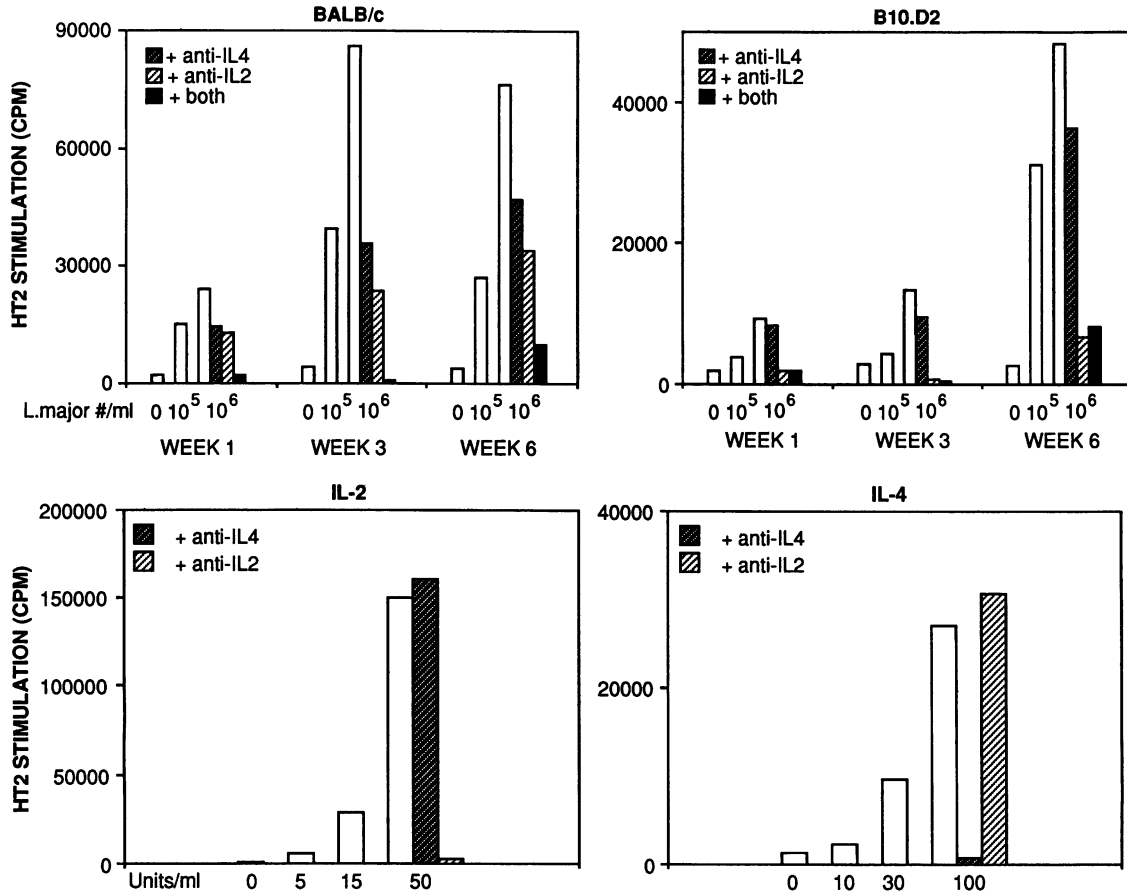 BALB/c
90000
60000
30000
0
HT2 STIMULATION (CPM)
+ anti-IL4
+ anti-IL2
+ both
L.major #/ml
0 10^5 10^6
0 10^5 10^6
0 10^5 10^6
WEEK 1
WEEK 3
WEEK 6
B10.D2
40000
20000
0
+ anti-IL4
+ anti-IL2
+ both
0 10^5 10^6
0 10^5 10^6
0 10^5 10^6
WEEK 1
WEEK 3
WEEK 6
IL-2
200000
150000
100000
50000
0
HT2 STIMULATION (CPM)
+ anti-IL4
+ anti-IL2
Units/ml 0 5 15 50
IL-4
40000
20000
0
+ anti-IL4
+ anti-IL2
0 10 30 100